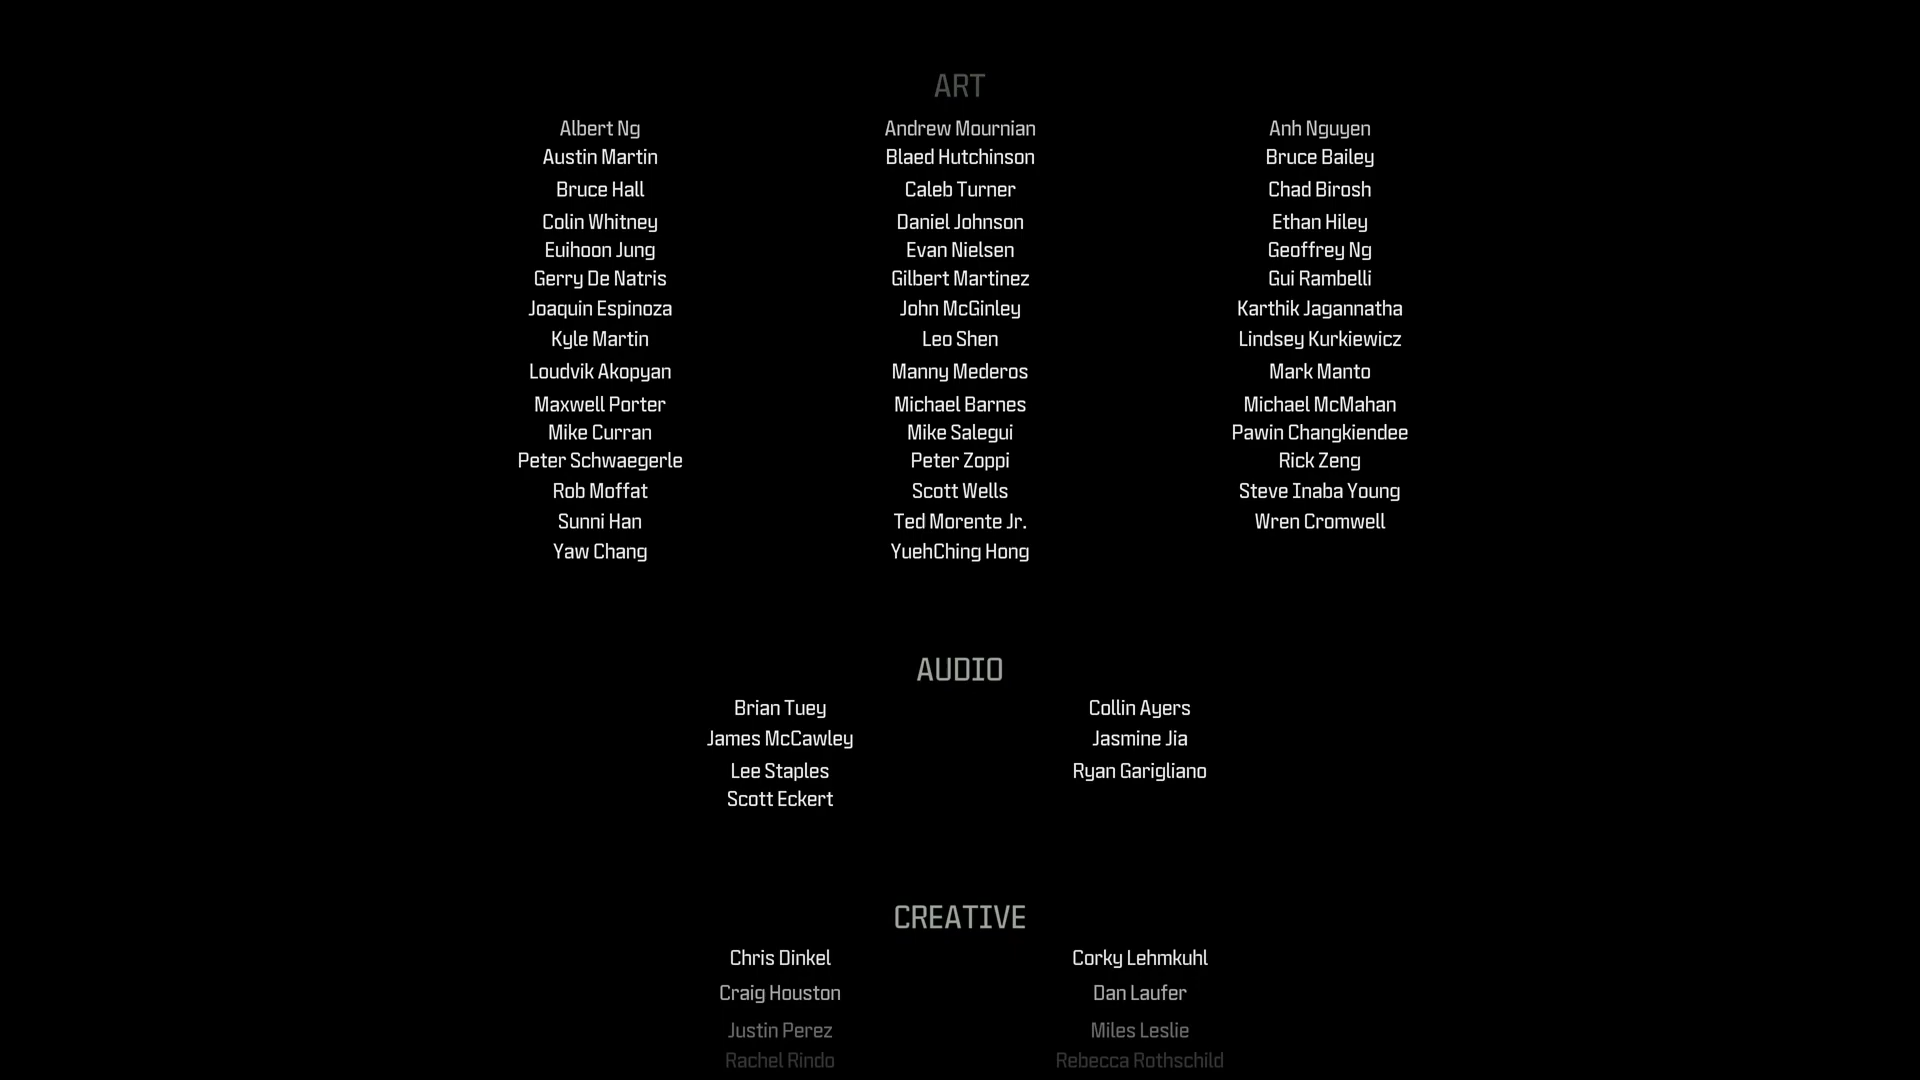 ART
Albert Ng Andrew Mournian Anh Nguyen
Austin Martin Blaed Hutchinson Bruce Bailey
Bruce Hall Caleb Turner Chad Birosh
Colin Whitney Daniel Johnson Ethan Hiley
Euihoon Jung Evan Nielsen Geoffrey Ng
Gerry De Natris Gilbert Martinez Gui Rambelli
Joaquin Espinoza John McGinley Karthik Jagannatha
Kyle Martin Leo Shen Lindsey Kurkiewicz
Loudvik Akopyan Manny Mederos Mark Manto
Maxwell Porter Michael Barnes Michael McMahan
Mike Curran Mike Salegui Pawin Changkiendee
Peter Schwaegerle Peter Zoppi Rick Zeng
Rob Moffat Scott Wells Steve Inaba Young
Sunni Han Ted Morente Jr. Wren Cromwell
Yaw Chang YuehChing Hong
AUDIO
Brian Tuey Collin Ayers
James McCawley Jasmine Jia
Lee Staples Ryan Garigliano
Scott Eckert
CREATIVE
Chris Dinkel Corky Lehmkuhl
Craig Houston Dan Laufer
Justin Perez Miles Leslie
Rachel Rindo Rebecca Rothschild